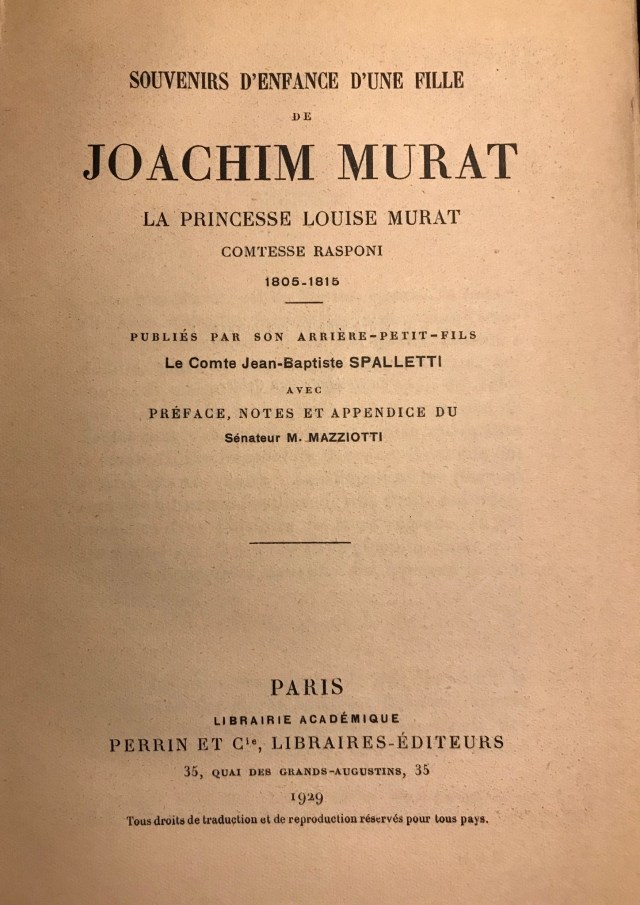 SOUVENIRS D'ENFANCE D'UNE FILLE
DE
JOACHIM MURAT
LA PRINCESSE LOUISE MURAT
COMTESSE RASPONI
1805-1815
PUBLIÉS PAR SON ARRIÈRE-PETIT-FILS
Le Comte Jean-Baptiste SPALLETTI
AVEC
PRÉFACE, NOTES ET APPENDICE DU
Sénateur M. MAZZIOTTI
PARIS
LIBRAIRIE ACADÉMIQUE
PERRIN ET Cie, LIBRAIRES-ÉDITEURS
35, QUAI DES GRANDS-AUGUSTINS, 35
1929
Tous droits de traduction et de reproduction réservés pour tous pays.